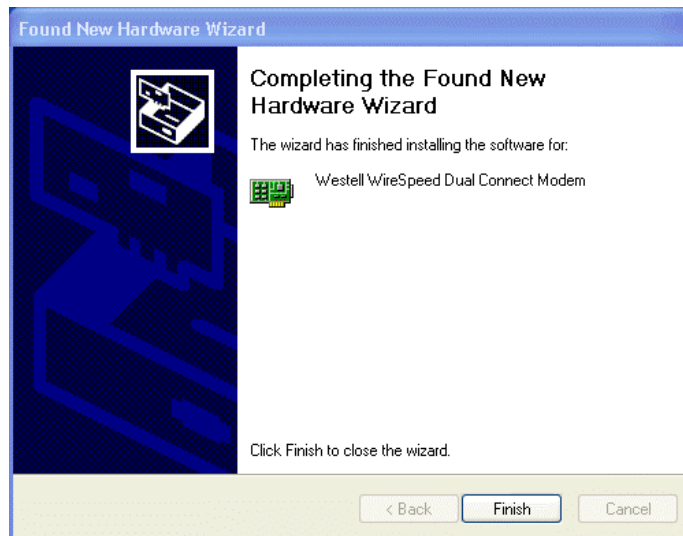 Found New Hardware Wizard
Completing the Found New
Hardware Wizard
The wizard has finished installing the software for:
Westell WireSpeed Dual Connect Modem
Click Finish to close the wizard.
< Back Finish Cancel